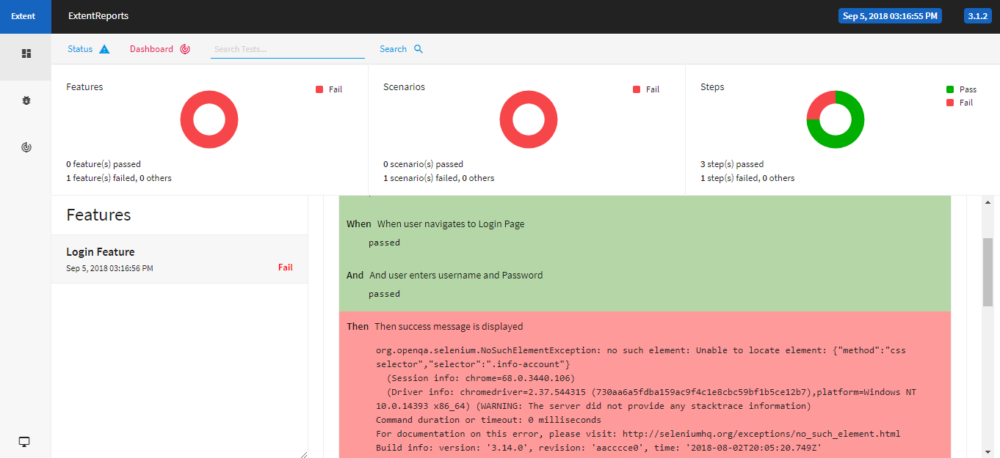 Extent
ExtentReports
Sep 5, 2018 03:16:55 PM
3.1.2
Status
Dashboard
Search Tests...
Search
Features
Fail
0 feature(s) passed
1 feature(s) failed, 0 others
Scenarios
Fail
0 scenario(s) passed
1 scenario(s) failed, 0 others
Steps
Pass
Fail
3 step(s) passed
1 step(s) failed, 0 others
Features
Login Feature
Sep 5, 2018 03:16:56 PM
Fail
When When user navigates to Login Page
passed
And And user enters username and Password
passed
Then Then success message is displayed
org.openqa.selenium.NoSuchElementException: no such element: Unable to locate element: {"method":"css
selector","selector":".info-account"}
(Session info: chrome=68.0.3440.106)
(Driver info: chromedriver=2.37.544315 (730aa6a5fdba159ac9f4c1e8cbc59bf1b5ce12b7),platform=Windows NT
10.0.14393 x86_64) (WARNING: The server did not provide any stacktrace information)
Command duration or timeout: 0 milliseconds
For documentation on this error, please visit: http://seleniumhq.org/exceptions/no_such_element.html
Build info: version: '3.14.0', revision: 'aacccce0', time: '2018-08-02T20:05:20.749Z'